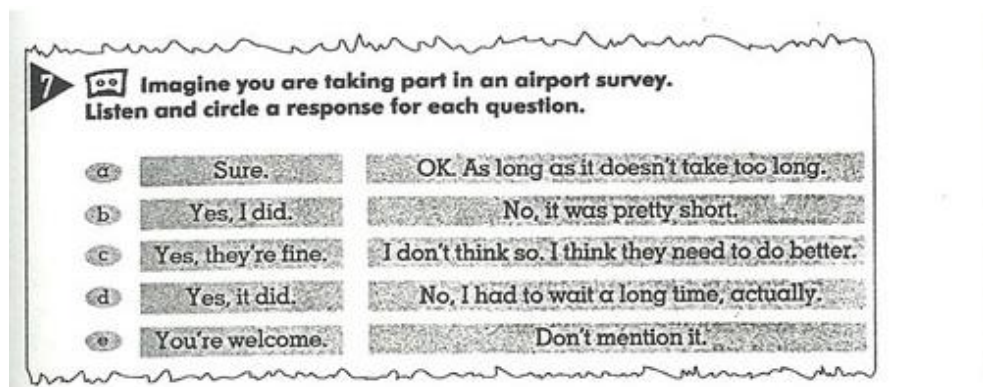 7 Imagine you are taking part in an airport survey.
Listen and circle a response for each question.
a Sure. OK. As long as it doesn't take too long.
b Yes, I did. No, it was pretty short.
c Yes, they're fine. I don't think so. I think they need to do better.
d Yes, it did. No, I had to wait a long time, actually.
e You're welcome. Don't mention it.